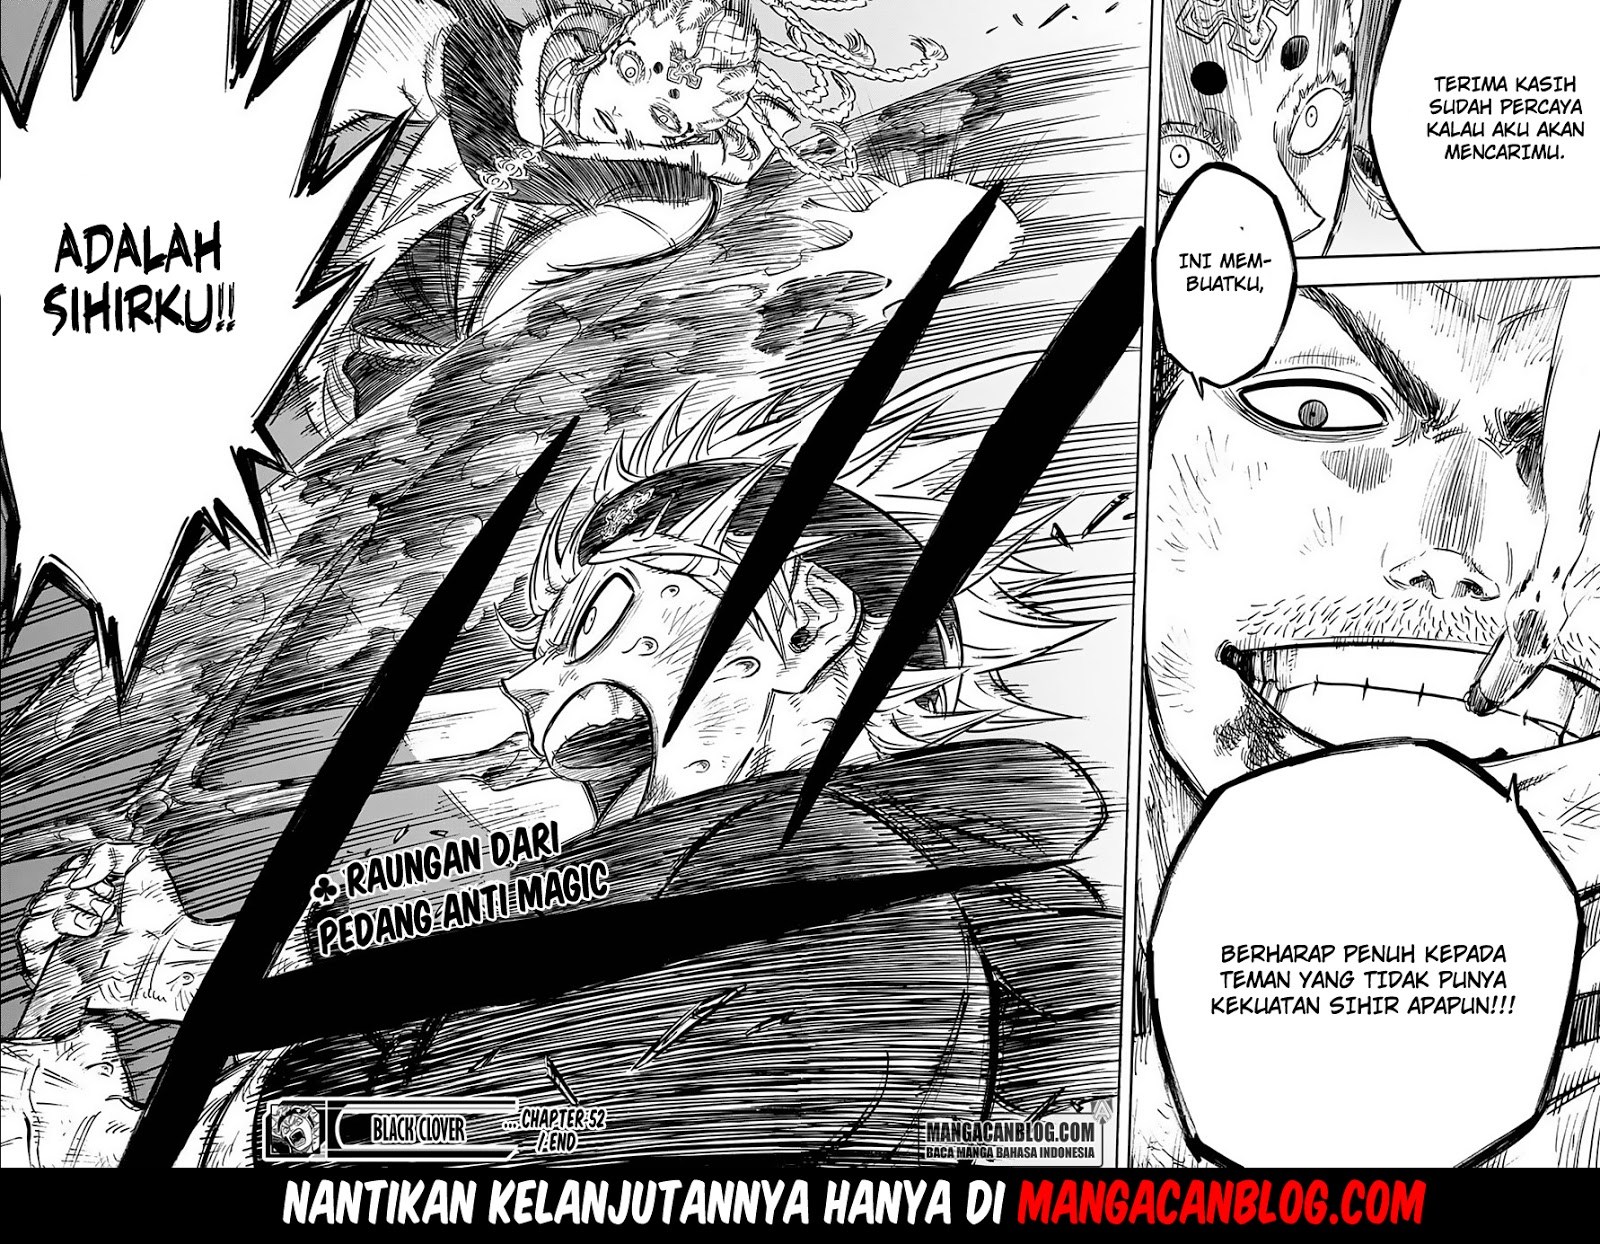 TERIMA KASIH
SUDAH PERCAYA
KALAU AKU AKAN
MENCARIMU.
INI MEM-
BUATKU,
BERHARAP PENUH KEPADA
TEMAN YANG TIDAK PUNYA
KEKUATAN SIHIR APAPUN!!!
ADALAH
SIHIRKU!!
♣ RAUNGAN DARI
PEDANG ANTI MAGIC
BLACK CLOVER
.... CHAPTER 52
/: END
MANGACANBLOG.COM
BACA MANGA BAHASA INDONESIA
NANTIKAN KELANJUTANNYA HANYA DI MANGACANBLOG.COM